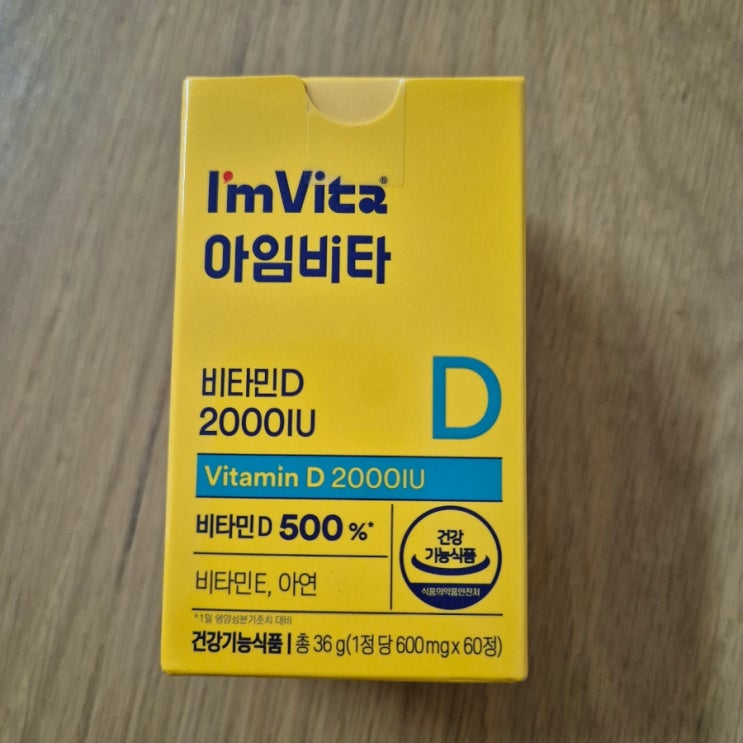 I'mVita®
아임비타
비타민D
2000IU
D
Vitamin D 2000IU
비타민D 500 %*
비타민E, 아연
건강
기능식품
식품의약품안전처
*1일 영양성분기준치 대비
건강기능식품 | 총 36 g(1정 당 600mg x 60정)